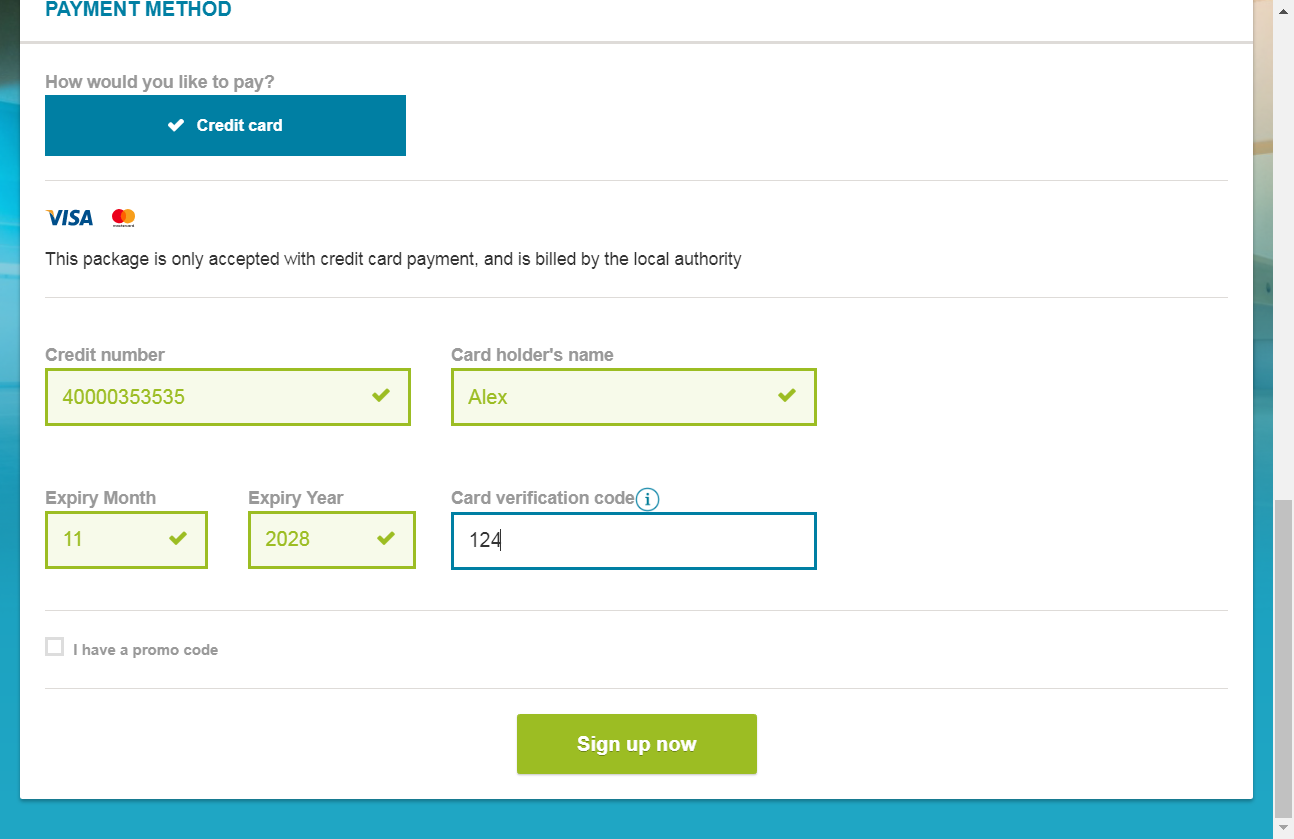 PAYMENT METHOD
How would you like to pay?
Credit card
VISA mastercard
This package is only accepted with credit card payment, and is billed by the local authority
Credit number Card holder's name
40000353535 Alex
Expiry Month Expiry Year Card verification code i
11 2028 124
I have a promo code
Sign up now